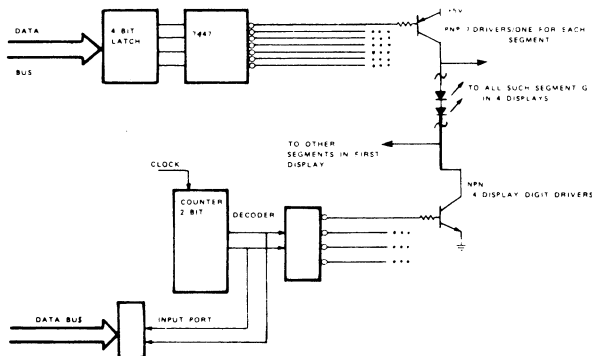 DATA
BUS
4 BIT
LATCH
7447
15V
PNP 7 DRIVERS/ONE FOR EACH
SEGMENT
TO ALL SUCH SEGMENT G
IN 4 DISPLAYS
TO OTHER
SEGMENTS IN FIRST
DISPLAY
CLOCK
COUNTER
2 BIT
DECODER
NPN
4 DISPLAY DIGIT DRIVERS
DATA BUS
INPUT PORT